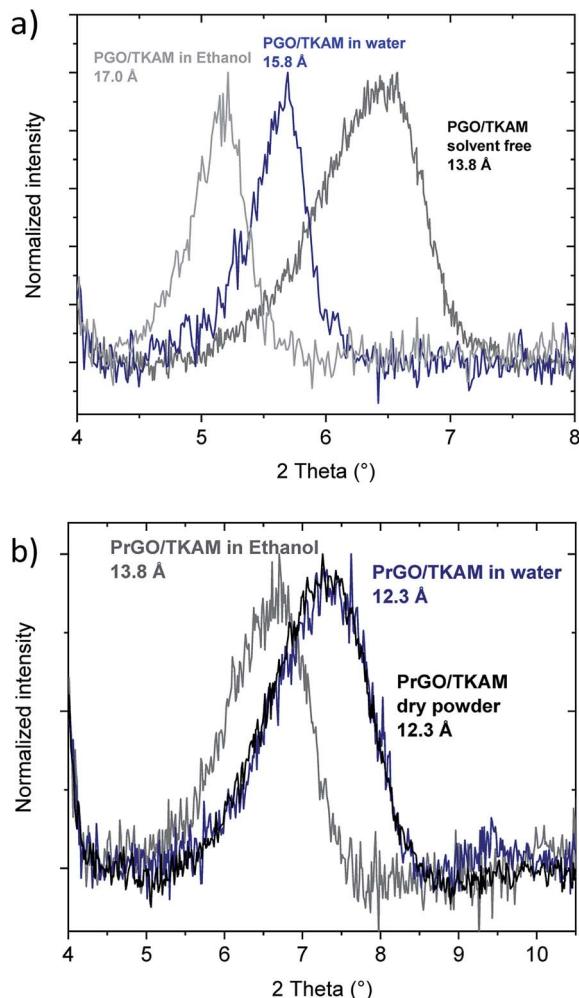 a)
PGO/TKAM in Ethanol
17.0 Å
PGO/TKAM in water
15.8 Å
PGO/TKAM
solvent free
13.8 Å
Normalized intensity
4 5 6 7 8
2 Theta (°)
b)
PrGO/TKAM in Ethanol
13.8 Å
PrGO/TKAM in water
12.3 Å
PrGO/TKAM
dry powder
12.3 Å
Normalized intensity
4 5 6 7 8 9 10
2 Theta (°)